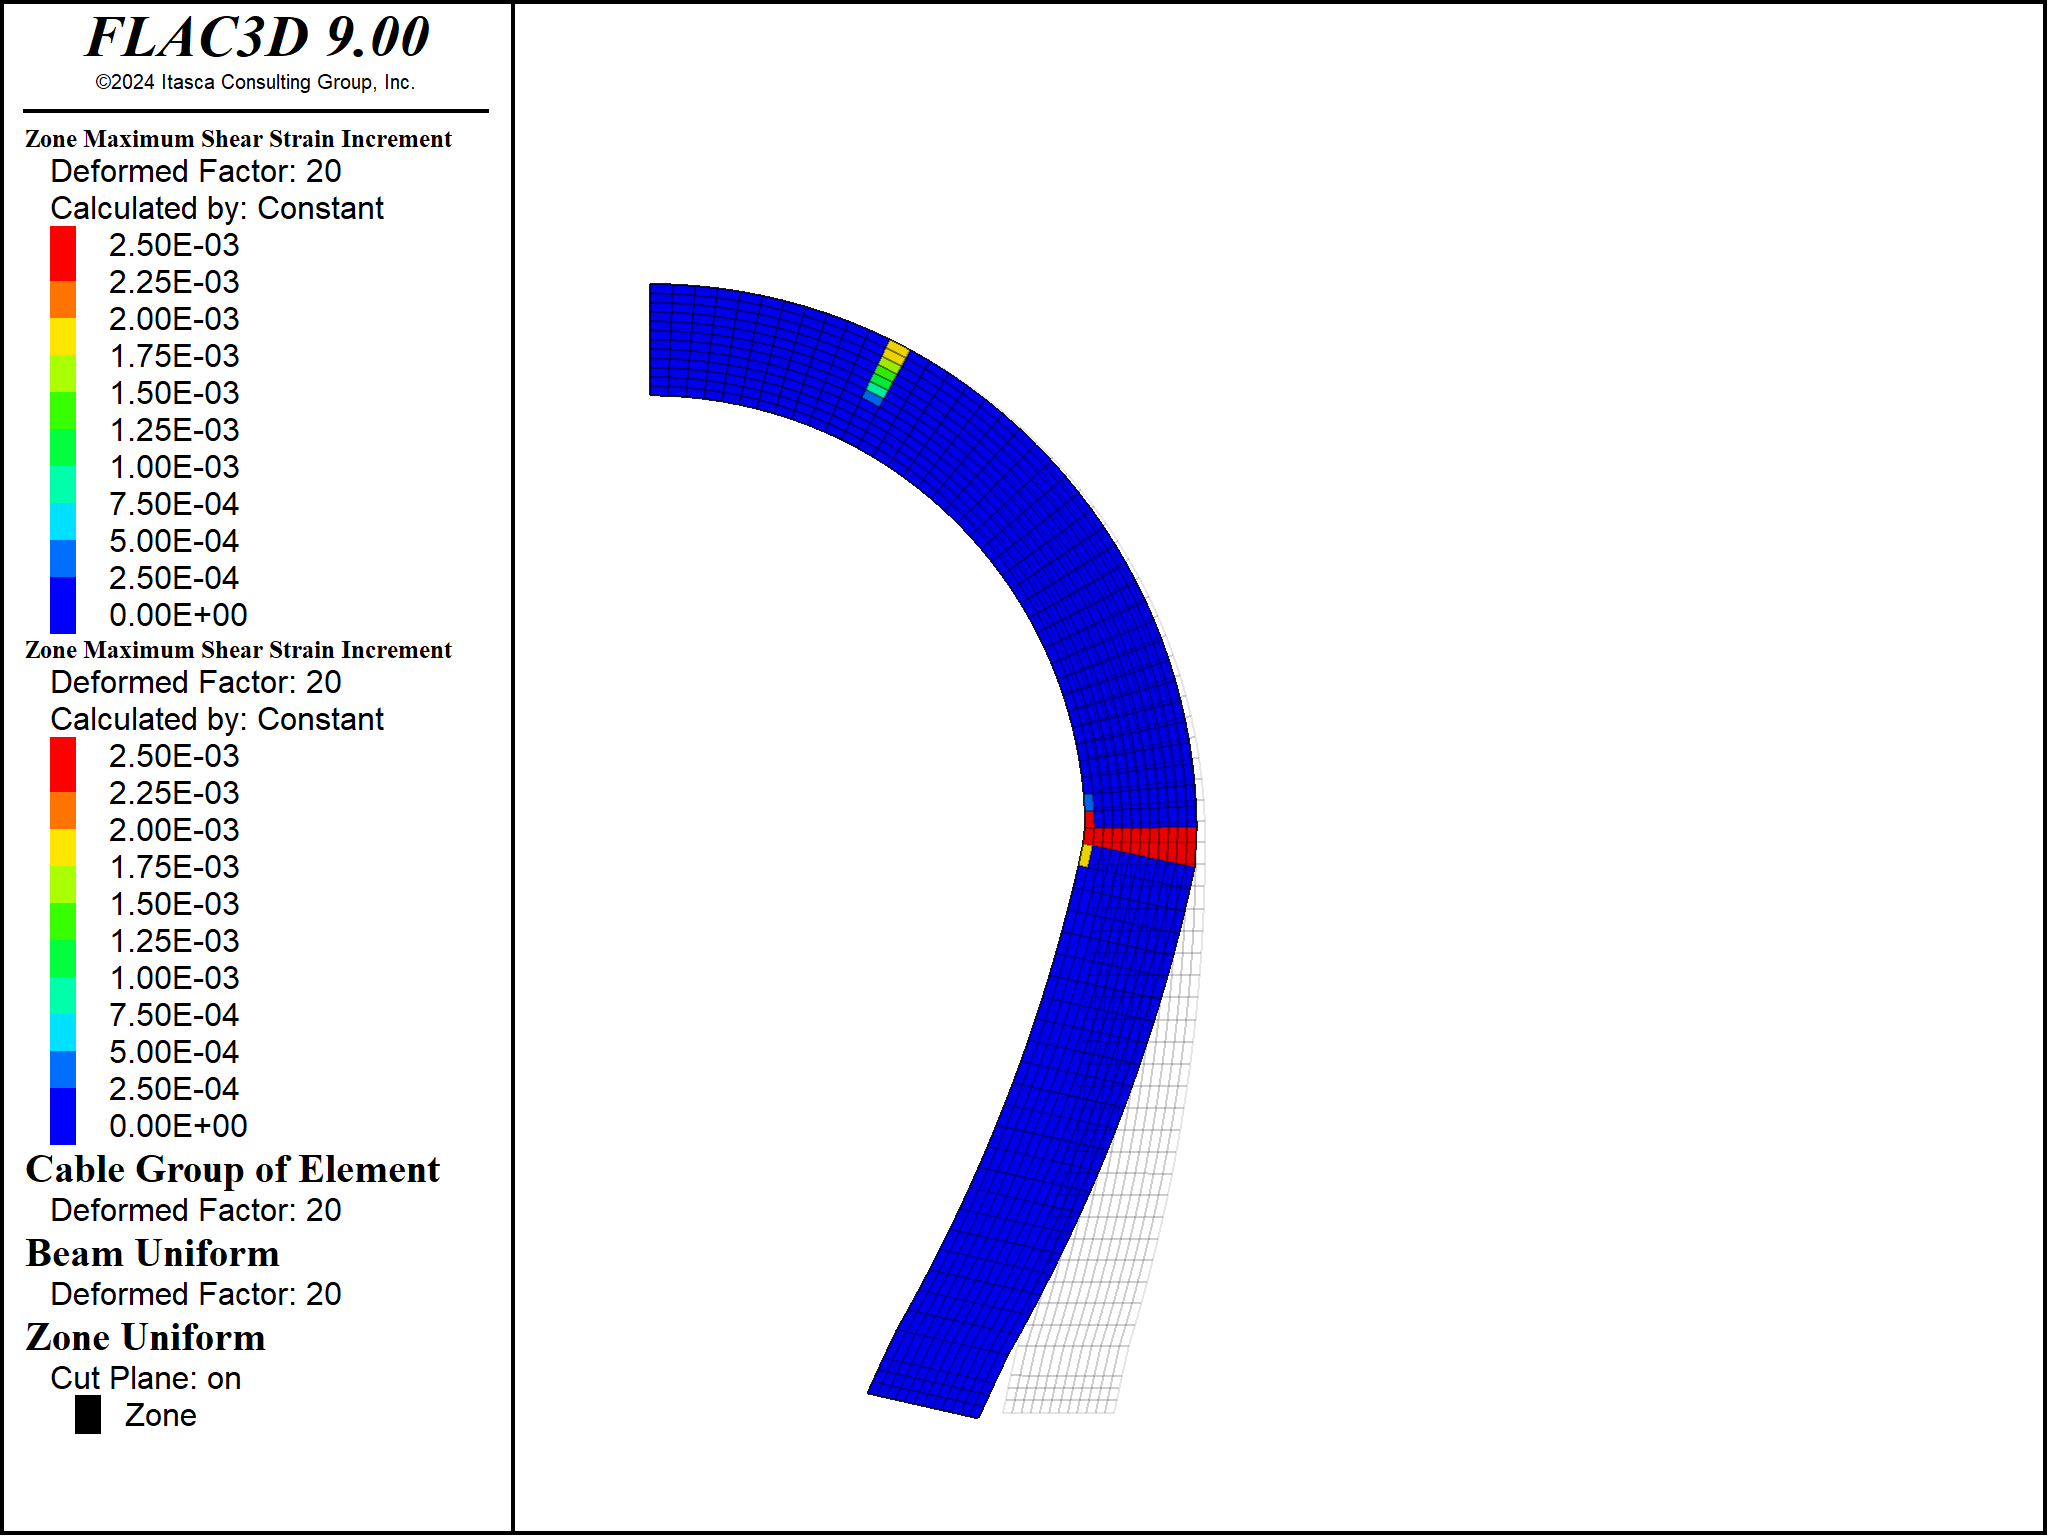 FLAC3D 9.00
©2024 Itasca Consulting Group, Inc.
Zone Maximum Shear Strain Increment
Deformed Factor: 20
Calculated by: Constant
2.50E-03
2.25E-03
2.00E-03
1.75E-03
1.50E-03
1.25E-03
1.00E-03
7.50E-04
5.00E-04
2.50E-04
0.00E+00
Zone Maximum Shear Strain Increment
Deformed Factor: 20
Calculated by: Constant
2.50E-03
2.25E-03
2.00E-03
1.75E-03
1.50E-03
1.25E-03
1.00E-03
7.50E-04
5.00E-04
2.50E-04
0.00E+00
Cable Group of Element
Deformed Factor: 20
Beam Uniform
Deformed Factor: 20
Zone Uniform
Cut Plane: on
Zone